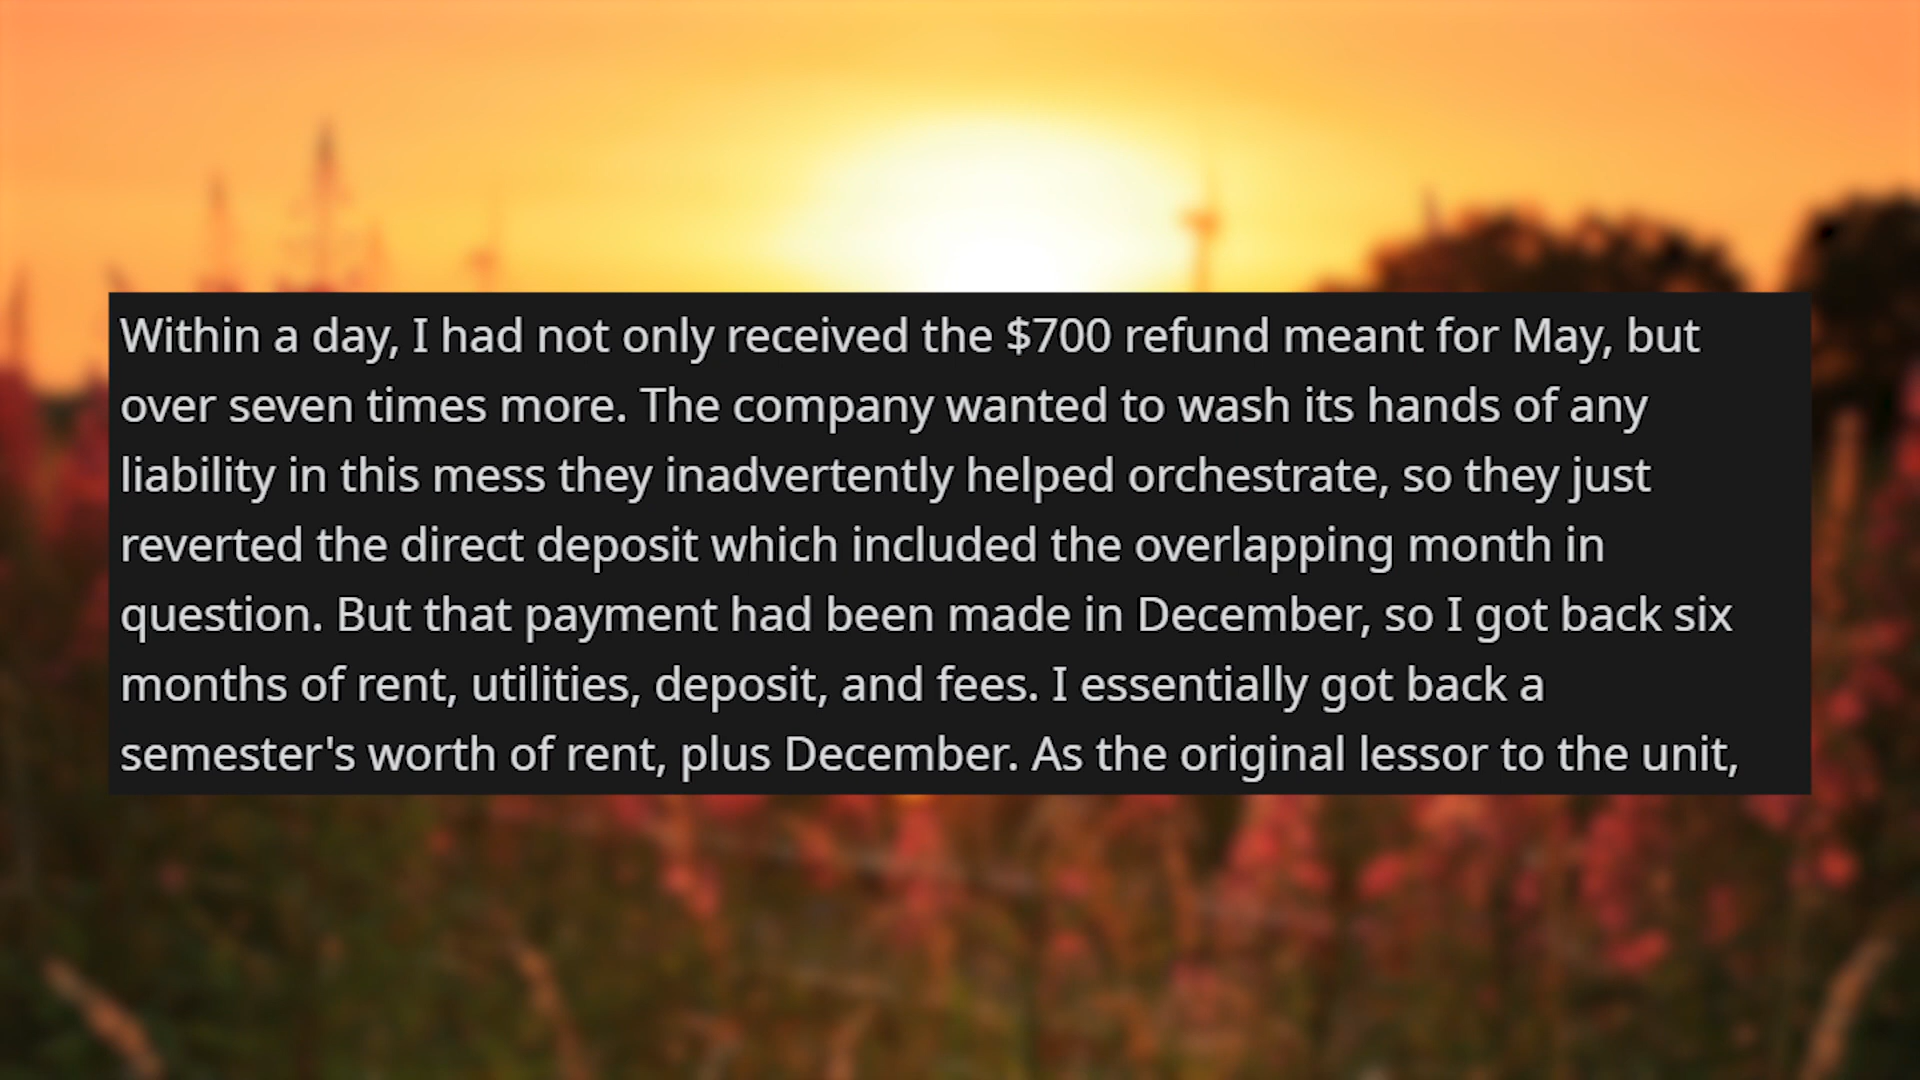 Within a day, I had not only received the $700 refund meant for May, but
over seven times more. The company wanted to wash its hands of any
liability in this mess they inadvertently helped orchestrate, so they just
reverted the direct deposit which included the overlapping month in
question. But that payment had been made in December, so I got back six
months of rent, utilities, deposit, and fees. I essentially got back a
semester's worth of rent, plus December. As the original lessor to the unit,